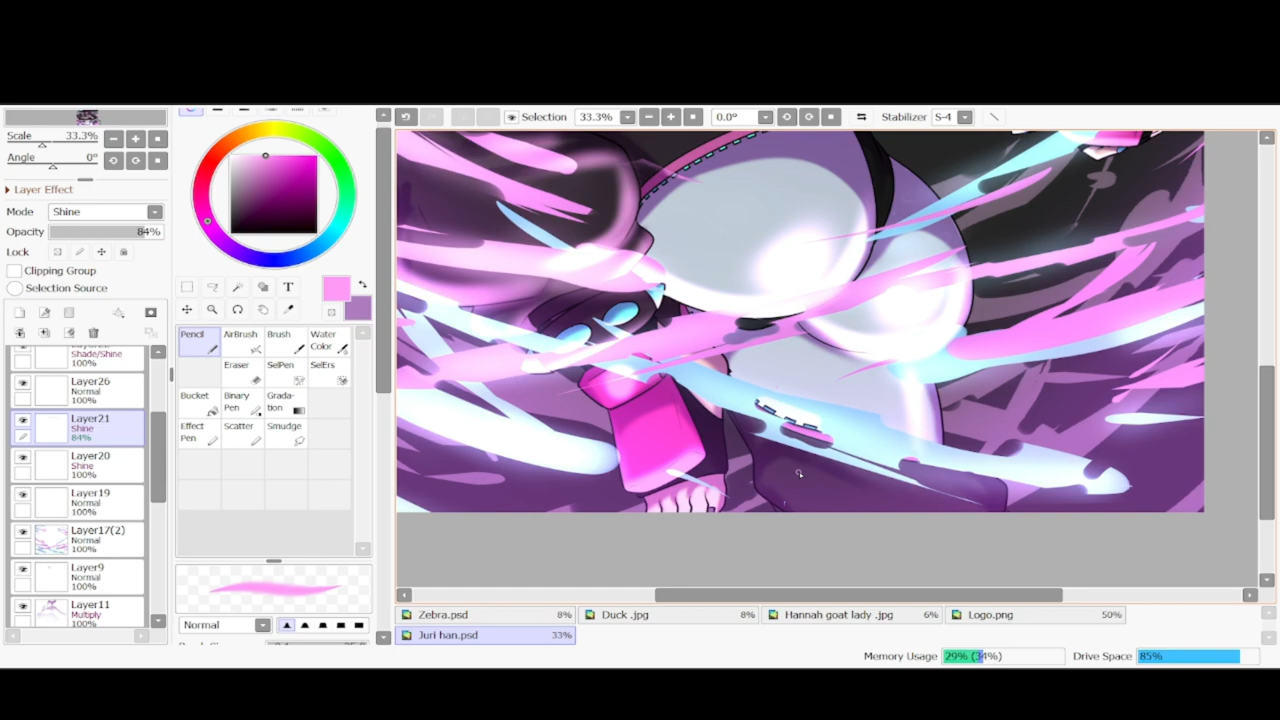 Selection 33.3% 0.0° Stabilizer S-4
Scale 33.3%
Angle 0°
Layer Effect
Mode Shine
Opacity 84%
Lock
Clipping Group
Selection Source
Shade/Shine
100%
Layer26
Normal
100%
Layer21
Shine
84%
Layer20
Shine
100%
Layer19
Normal
100%
Layer17(2)
Normal
100%
Layer9
Normal
100%
Layer11
Multiply
100%
T
Pencil AirBrush Brush Water Color
Eraser SelPen SelErs
Bucket Binary Pen Grada-tion
Effect Pen Scatter Smudge
Normal
Zebra.psd 8% Duck .jpg 8% Hannah goat lady .jpg 6% Logo.png 50%
Juri han.psd 33%
Memory Usage 29% (34%) Drive Space 85%